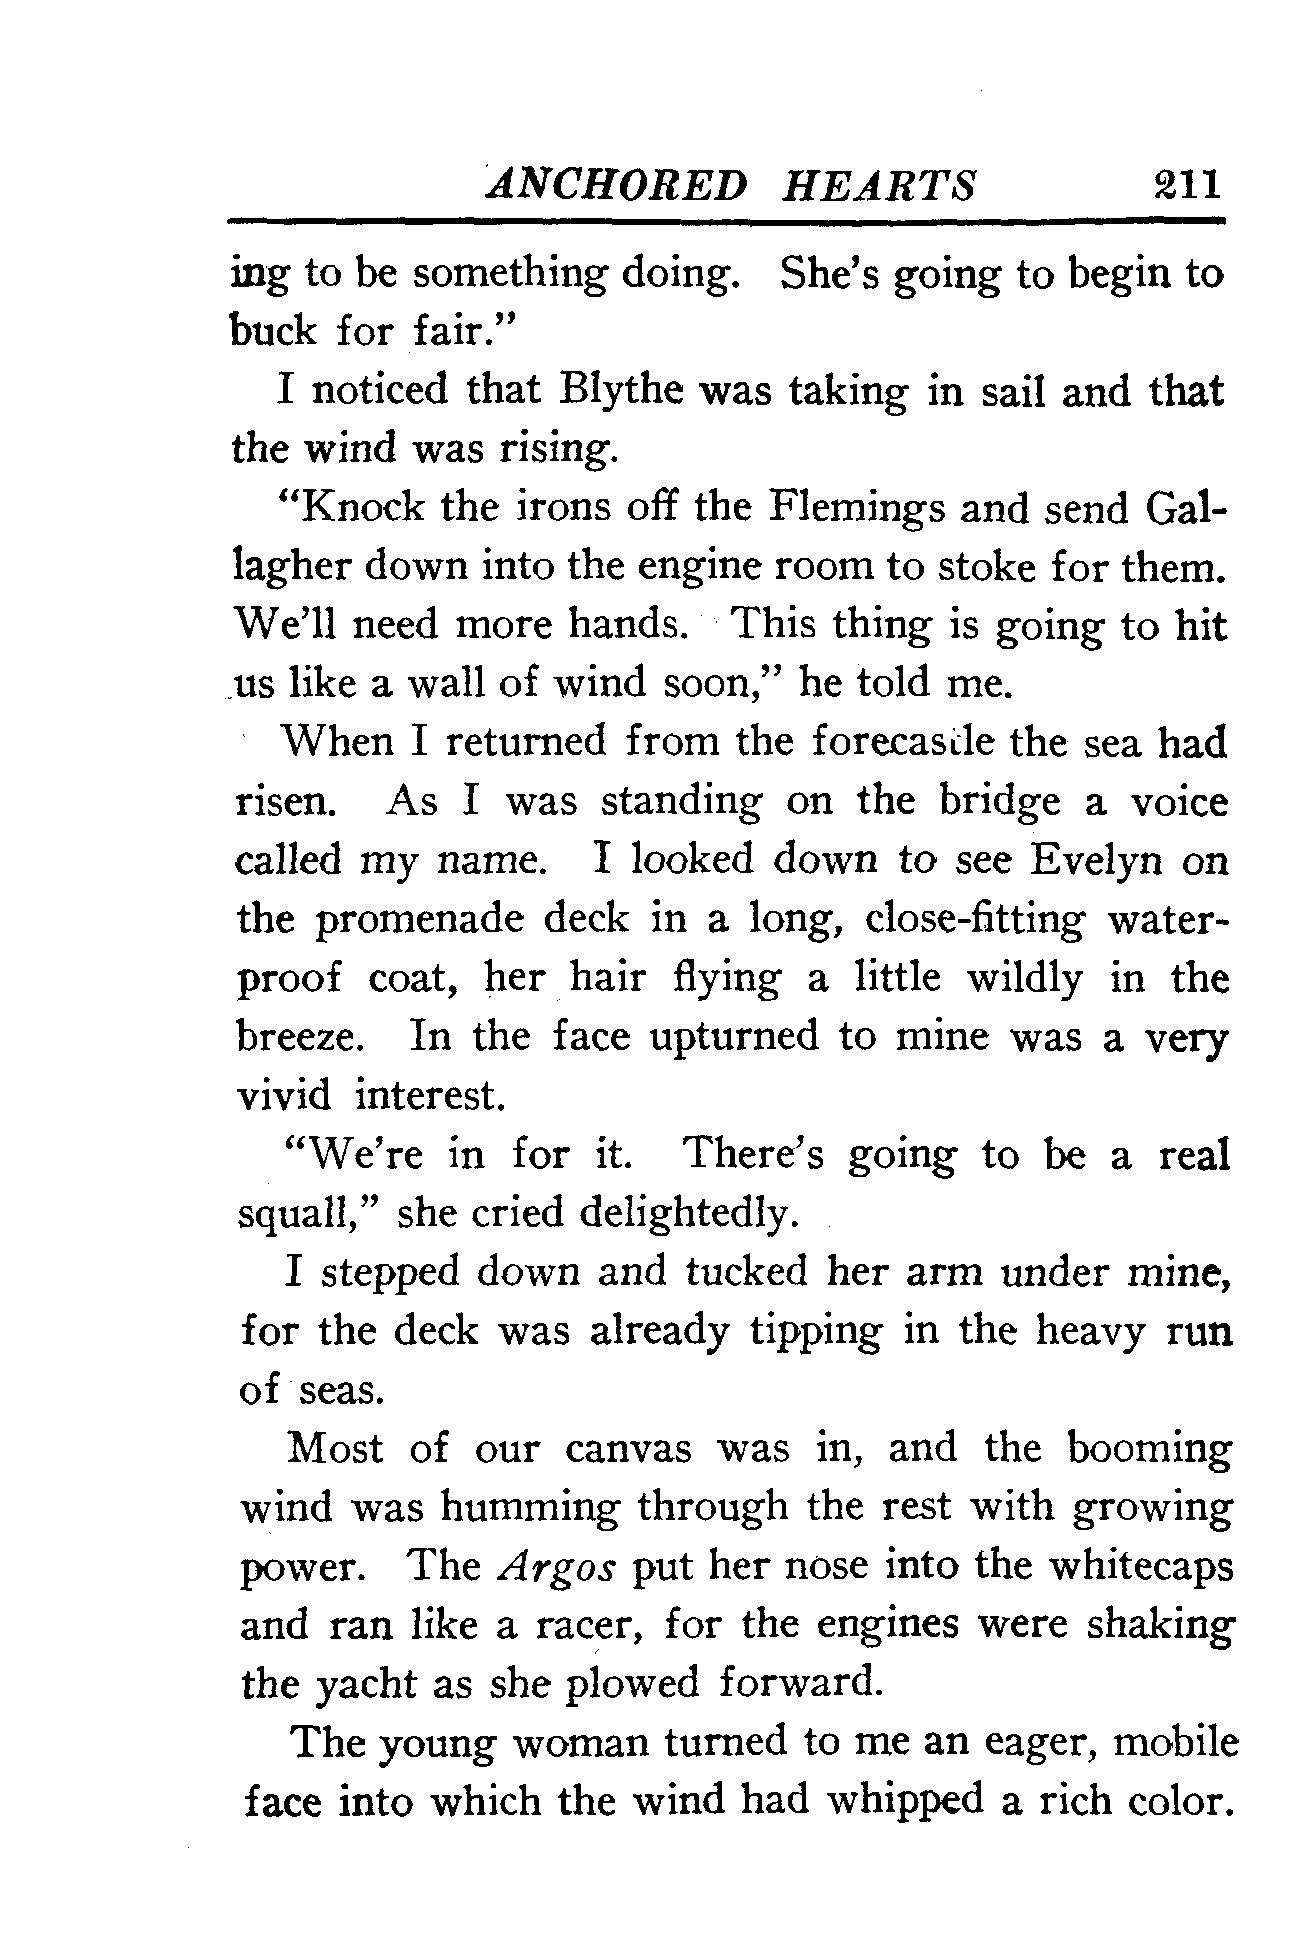 ANCHORED HEARTS 211
ing to be something doing. She's going to begin to
buck for fair."
I noticed that Blythe was taking in sail and that
the wind was rising.
"Knock the irons off the Flemings and send Gal-
lagher down into the engine room to stoke for them.
We'll need more hands. This thing is going to hit
us like a wall of wind soon," he told me.
When I returned from the forecastle the sea had
risen. As I was standing on the bridge a voice
called my name. I looked down to see Evelyn on
the promenade deck in a long, close-fitting water-
proof coat, her hair flying a little wildly in the
breeze. In the face upturned to mine was a very
vivid interest.
"We're in for it. There's going to be a real
squall," she cried delightedly.
I stepped down and tucked her arm under mine,
for the deck was already tipping in the heavy run
of seas.
Most of our canvas was in, and the booming
wind was humming through the rest with growing
power. The Argos put her nose into the whitecaps
and ran like a racer, for the engines were shaking
the yacht as she plowed forward.
The young woman turned to me an eager, mobile
face into which the wind had whipped a rich color.